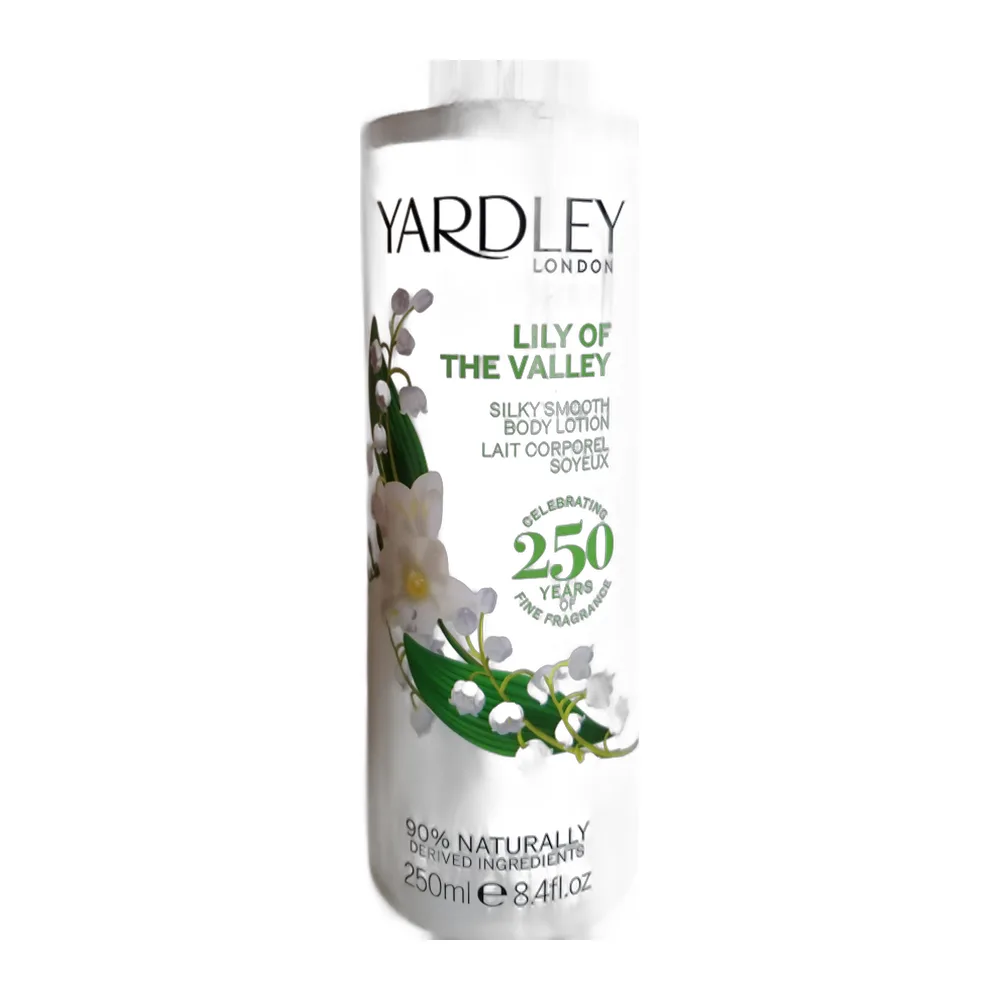 YARDLEY
LONDON
LILY OF
THE VALLEY
SILKY SMOOTH
BODY LOTION
LAIT CORPOREL
SOYEUX
CELEBRATING
250
YEARS
OF
FINE FRAGRANCE
90% NATURALLY
DERIVED INGREDIENTS
250ml e 8.4fl.oz